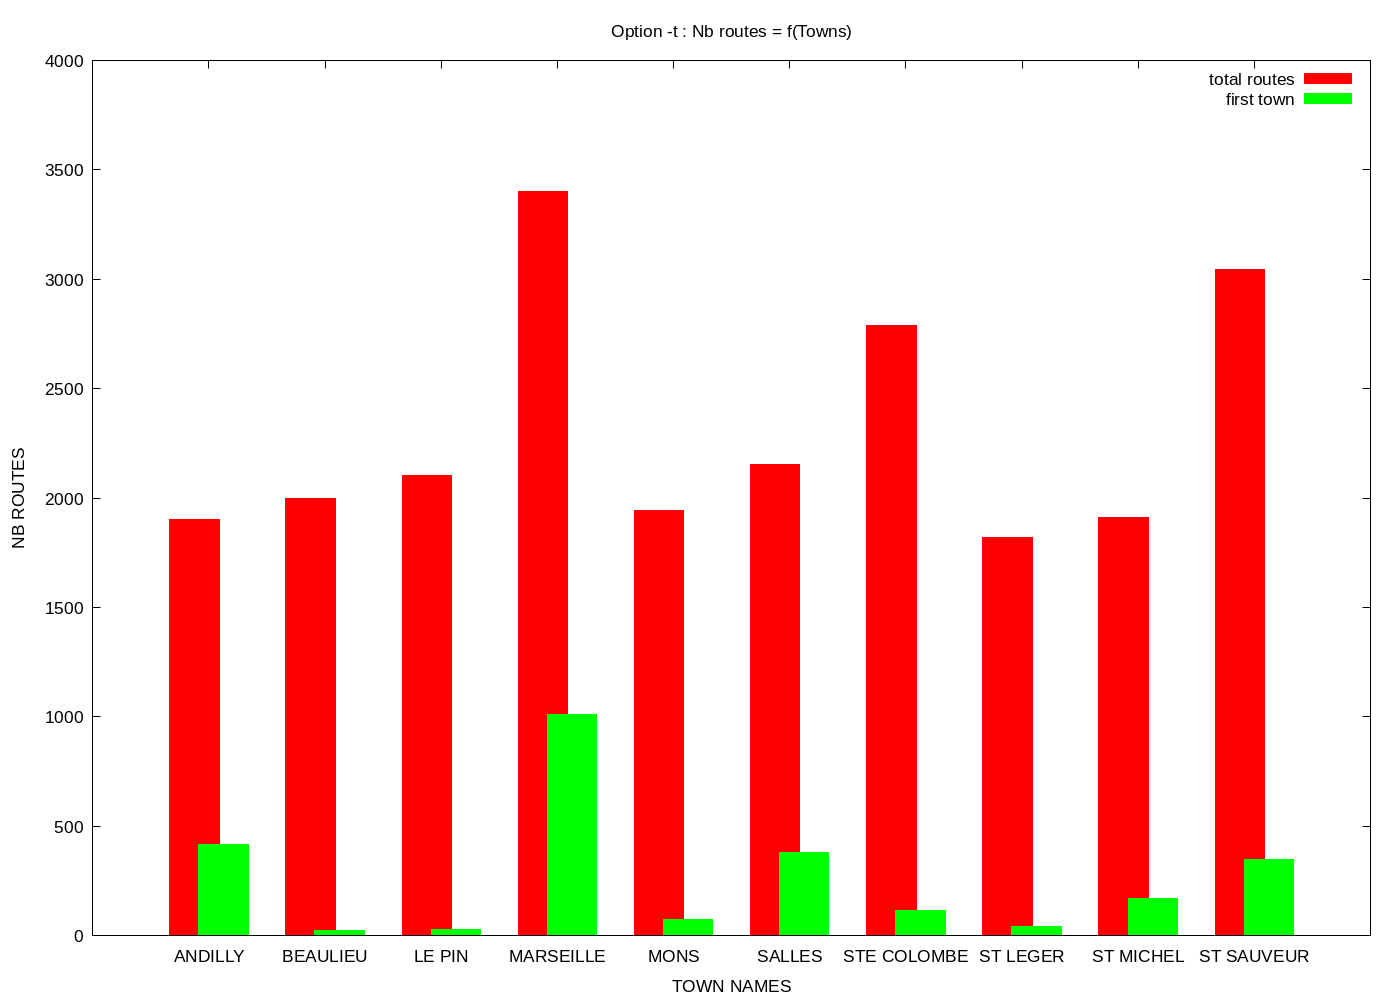 Option -t : Nb routes = f(Towns)
total routes
first town
4000
3500
3000
2500
2000
1500
1000
500
0
NB ROUTES
ANDILLY BEAULIEU LE PIN MARSEILLE MONS SALLES STE COLOMBE ST LEGER ST MICHEL ST SAUVEUR
TOWN NAMES